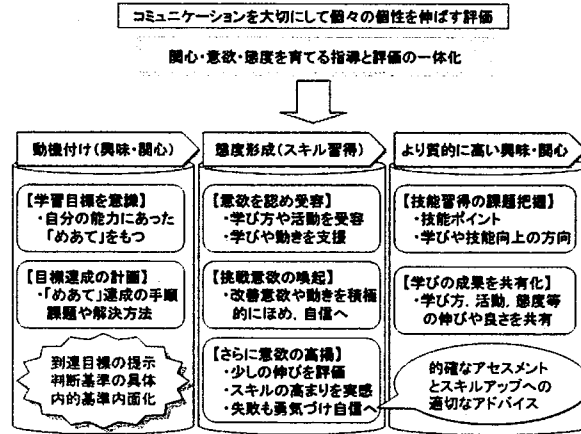 コミュニケーションを大切にして個々の個性を伸ばす評価
関心・意欲・態度を育てる指導と評価の一体化
動機付け(興味・関心)
【学習目標を意識】
・自分の能力にあった
「めあて」をもつ
【目標達成の計画】
・「めあて」達成の手順
課題や解決方法
到達目標の提示
判断基準の具体
内的基準内面化
態度形成(スキル習得)
【意欲を認め受容】
・学び方や活動を受容
・学びや動きを支援
【挑戦意欲の喚起】
・改善意欲や動きを積極
的にほめ,自信へ
【さらに意欲の高揚】
・少しの伸びを評価
・スキルの高まりを実感
・失敗も勇気づけ自信へ
より質的に高い興味・関心
【技能習得の課題把握】
・技能ポイント
・学びや技能向上の方向
【学びの成果を共有化】
・学び方,活動,態度等
の伸びや良さを共有
的確なアセスメント
とスキルアップへの
適切なアドバイス